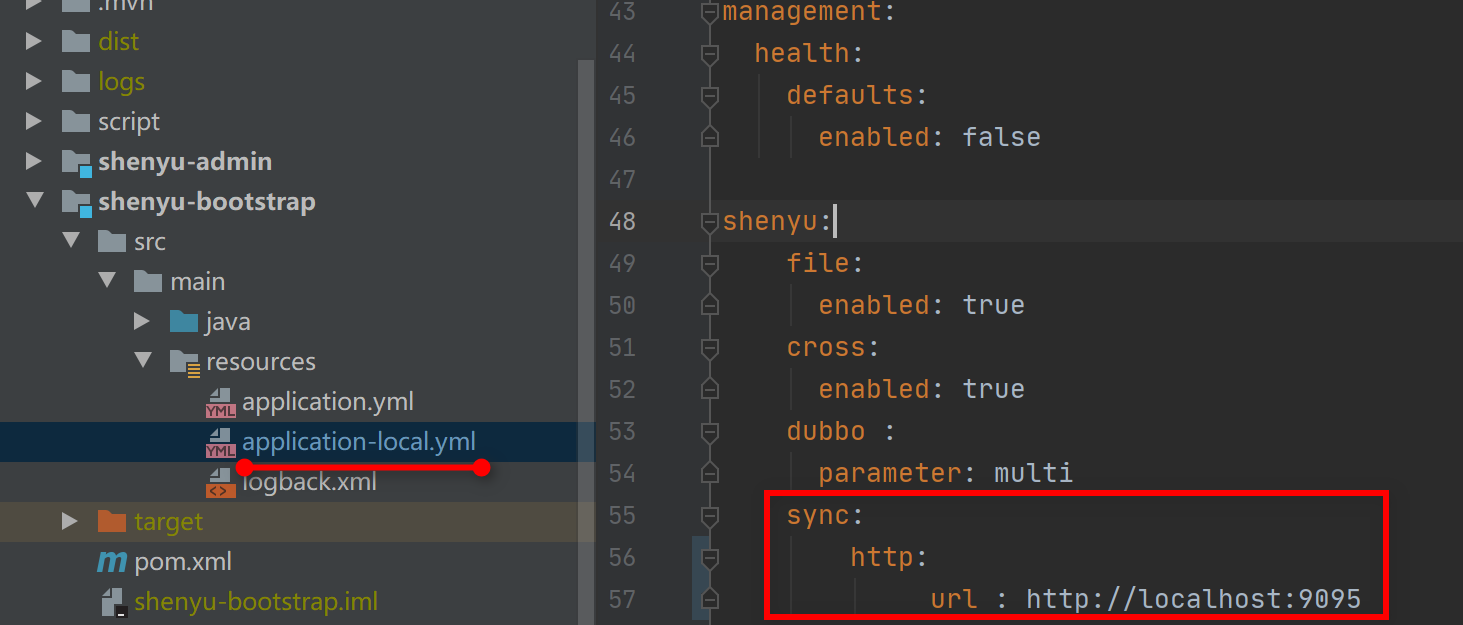 .mvn
dist
logs
script
shenyu-admin
shenyu-bootstrap
src
main
java
resources
YML application.yml
YML application-local.yml
<> logback.xml
target
m pom.xml
shenyu-bootstrap.iml
43 management:
44 health:
45 defaults:
46 enabled: false
47
48 shenyu:
49 file:
50 enabled: true
51 cross:
52 enabled: true
53 dubbo :
54 parameter: multi
55 sync:
56 http:
57 url : http://localhost:9095